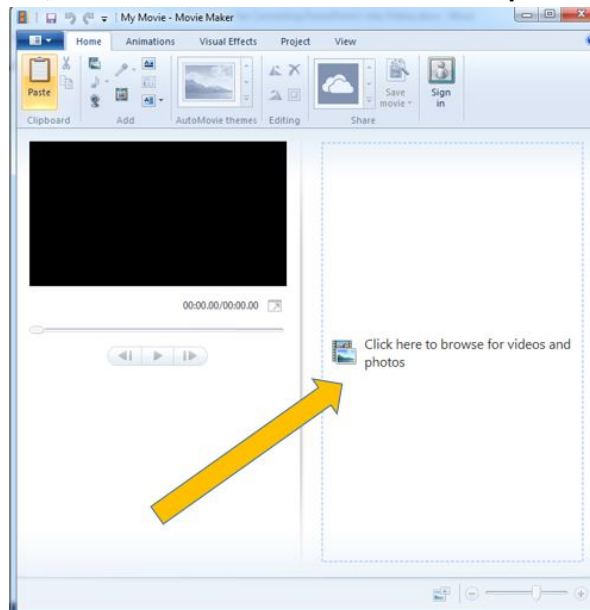 My Movie - Movie Maker
Home Animations Visual Effects Project View
Paste
Save movie
Sign in
Clipboard Add AutoMovie themes Editing Share
00:00.00/00:00.00
Click here to browse for videos and
photos